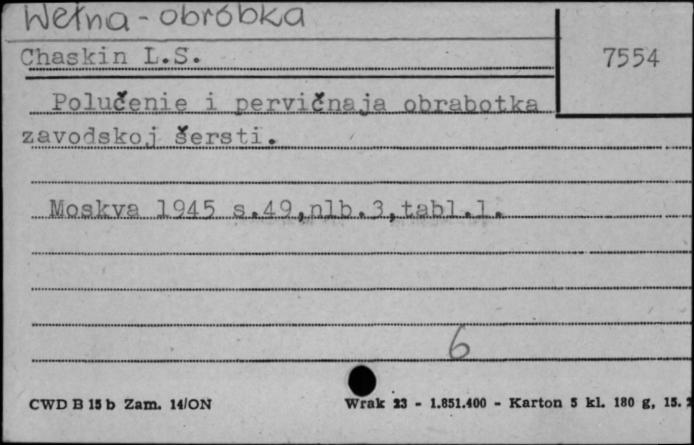 Wełna - obróbka
Chaskin L.S.
7554
Polučenie i pervičnaja obrabotka
zavodskoj šersti.
Moskva 1945 s.49,nlb.3,tabl.1.
6
CWD B 15 b Zam. 14/ON
Wrak 23 - 1.851.400 - Karton 5 kl. 180 g, 15.